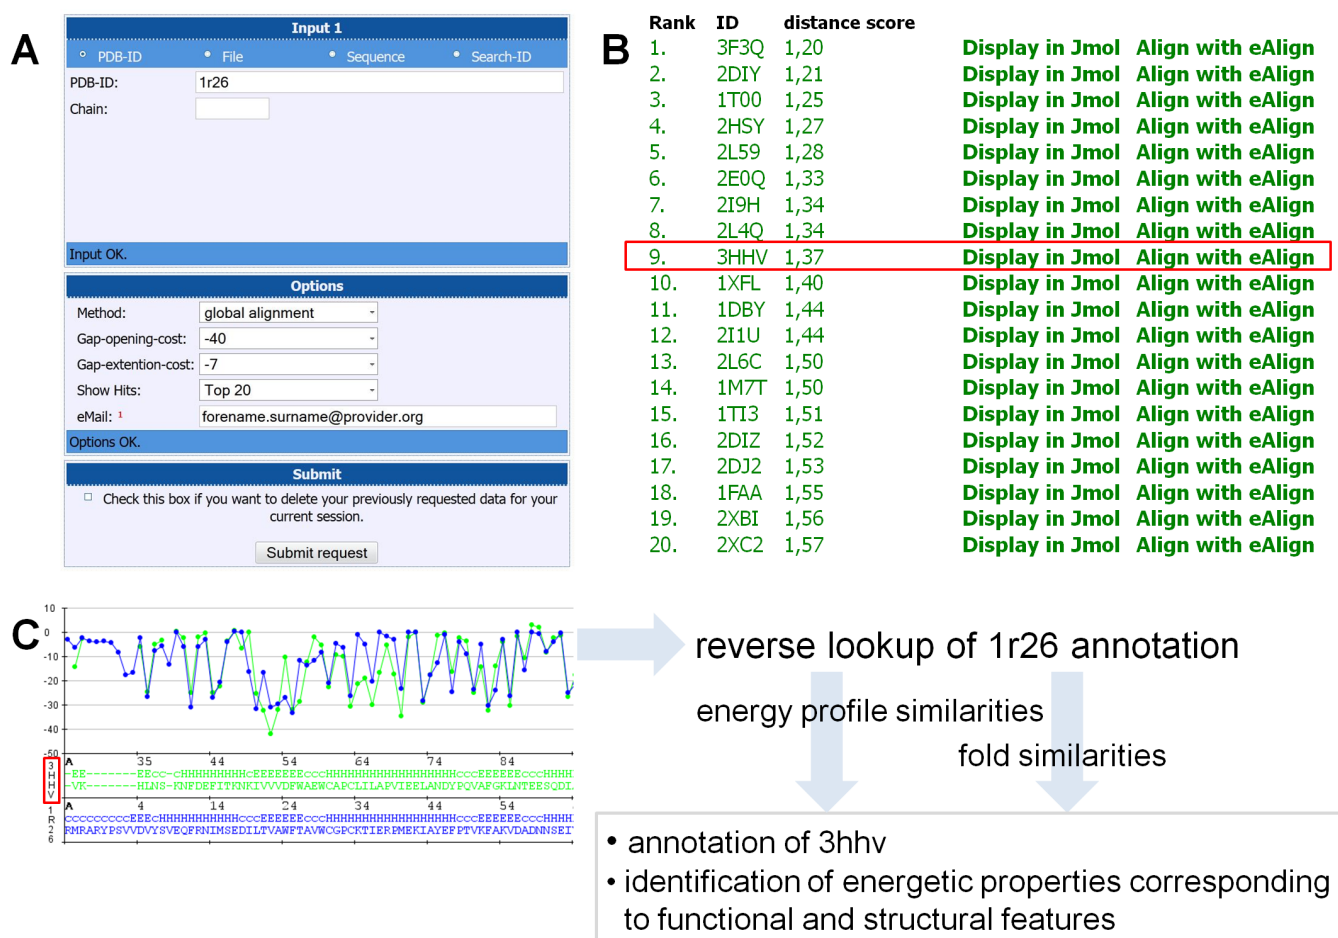 A
Input 1
PDB-ID File Sequence Search-ID
PDB-ID: 1r26
Chain:
Input OK.
Options
Method: global alignment
Gap-opening-cost: -40
Gap-extention-cost: -7
Show Hits: Top 20
eMail: 1 forename.surname@provider.org
Options OK.
Submit
Check this box if you want to delete your previously requested data for your
current session.
Submit request
B
Rank ID distance score
1. 3F3Q 1,20 Display in Jmol Align with eAlign
2. 2DIY 1,21 Display in Jmol Align with eAlign
3. 1T00 1,25 Display in Jmol Align with eAlign
4. 2HSY 1,27 Display in Jmol Align with eAlign
5. 2L59 1,28 Display in Jmol Align with eAlign
6. 2E0Q 1,33 Display in Jmol Align with eAlign
7. 2I9H 1,34 Display in Jmol Align with eAlign
8. 2L4Q 1,34 Display in Jmol Align with eAlign
9. 3HHV 1,37 Display in Jmol Align with eAlign
10. 1XFL 1,40 Display in Jmol Align with eAlign
11. 1DBY 1,44 Display in Jmol Align with eAlign
12. 2I1U 1,44 Display in Jmol Align with eAlign
13. 2L6C 1,50 Display in Jmol Align with eAlign
14. 1M7T 1,50 Display in Jmol Align with eAlign
15. 1TI3 1,51 Display in Jmol Align with eAlign
16. 2DIZ 1,52 Display in Jmol Align with eAlign
17. 2DJ2 1,53 Display in Jmol Align with eAlign
18. 1FAA 1,55 Display in Jmol Align with eAlign
19. 2XBI 1,56 Display in Jmol Align with eAlign
20. 2XC2 1,57 Display in Jmol Align with eAlign
C
10
0
-10
-20
-30
-40
-50
3HHV
A 35 44 54 64 74 84
-EE-------EECc-cHHHHHHHHHcEEEEEEEcccHHHHHHHHHHHHHHHHHcccEEEEEEcccHHHH
-VK-------HLNS-KNFDEFITKNKIVVVDFWAEWCAPCLILAPVIEELANDYPQVAFGKLNTEESQDI
1R26
A 4 14 24 34 44 54
ccccccccccEEEcHHHHHHHHHccEEEEEEEcccHHHHHHHHHHHHHHHHHcccEEEEEEcccHHHH
RMRARYPSVVDVYSVEQFRNIMSEDILTVAWFTAVWCGPCKTIERPMEKIAYEFPTVKFAKVDADNNSEI
reverse lookup of 1r26 annotation
energy profile similarities
fold similarities
• annotation of 3hhv
• identification of energetic properties corresponding
to functional and structural features